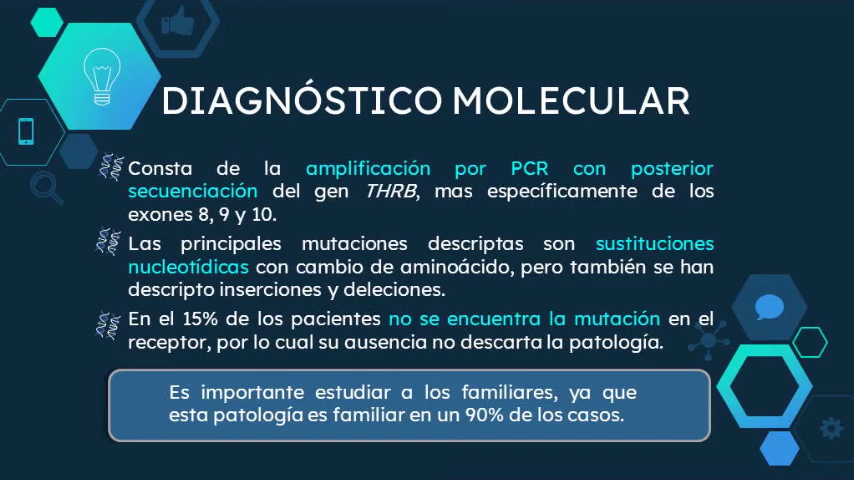 DIAGNÓSTICO MOLECULAR
Consta de la amplificación por PCR con posterior
secuenciación del gen THRB, mas específicamente de los
exones 8, 9 y 10.
Las principales mutaciones descriptas son sustituciones
nucleotídicas con cambio de aminoácido, pero también se han
descripto inserciones y deleciones.
En el 15% de los pacientes no se encuentra la mutación en el
receptor, por lo cual su ausencia no descarta la patología.
Es importante estudiar a los familiares, ya que
esta patología es familiar en un 90% de los casos.